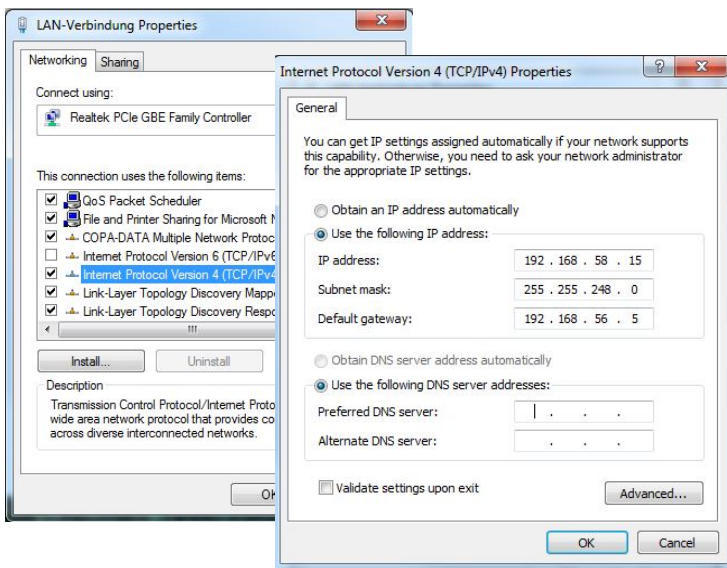 LAN-Verbindung Properties
Networking Sharing
Connect using:
Realtek PCIe GBE Family Controller
This connection uses the following items:
QoS Packet Scheduler
File and Printer Sharing for Microsoft
COPA-DATA Multiple Network Protoc
Internet Protocol Version 6 (TCP/IPv6
Internet Protocol Version 4 (TCP/IPv4
Link-Layer Topology Discovery Mapp
Link-Layer Topology Discovery Resp
Install... Uninstall
Description
Transmission Control Protocol/Internet Proto
wide area network protocol that provides co
across diverse interconnected networks.
OK
Internet Protocol Version 4 (TCP/IPv4) Properties
General
You can get IP settings assigned automatically if your network supports
this capability. Otherwise, you need to ask your network administrator
for the appropriate IP settings.
Obtain an IP address automatically
Use the following IP address:
IP address: 192 . 168 . 58 . 15
Subnet mask: 255 . 255 . 248 . 0
Default gateway: 192 . 168 . 56 . 5
Obtain DNS server address automatically
Use the following DNS server addresses:
Preferred DNS server: . . .
Alternate DNS server: . . .
Validate settings upon exit
Advanced...
OK Cancel